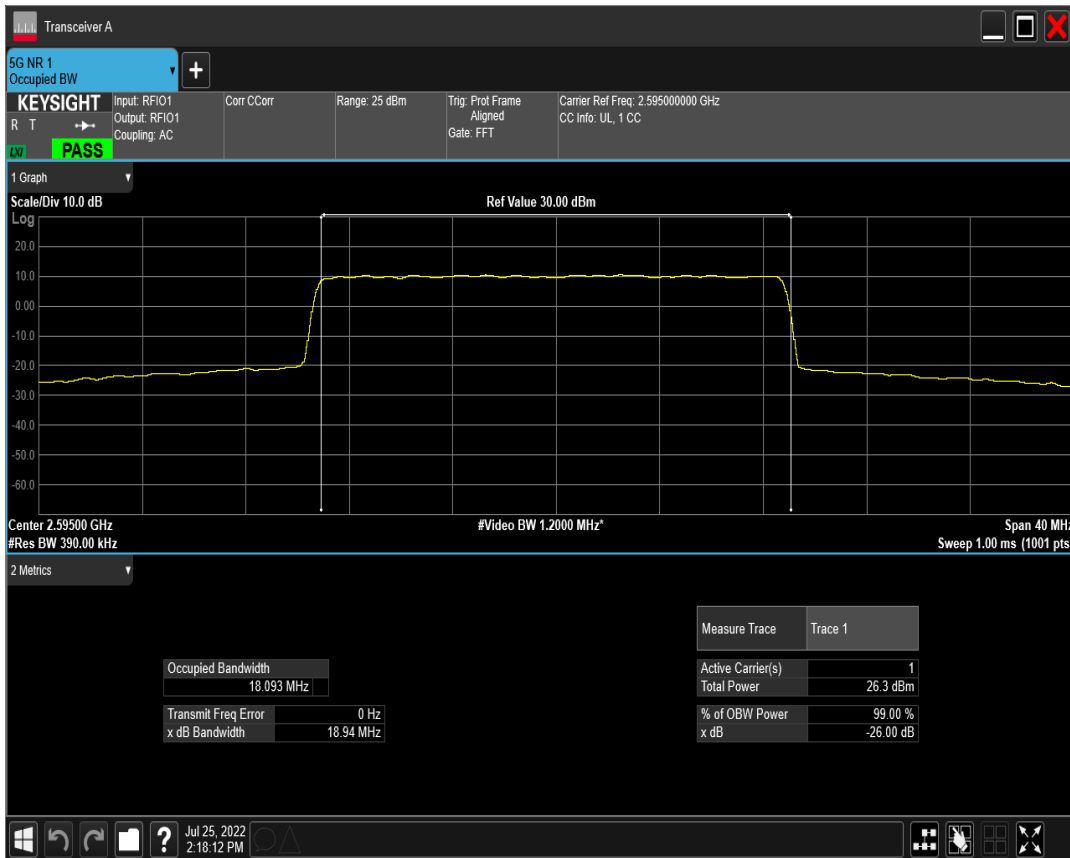 Transceiver A
5G NR 1
Occupied BW
+
KEYSIGHT
R T
LXI
PASS
Input: RFIO1
Output: RFIO1
Coupling: AC
Corr CCorr
Range: 25 dBm
Trig: Prot Frame
Aligned
Gate: FFT
Carrier Ref Freq: 2.595000000 GHz
CC Info: UL, 1 CC
1 Graph
Scale/Div 10.0 dB
Ref Value 30.00 dBm
Log
20.0
10.0
0.00
-10.0
-20.0
-30.0
-40.0
-50.0
-60.0
Center 2.59500 GHz
#Video BW 1.2000 MHz*
Span 40 MHz
#Res BW 390.00 kHz
Sweep 1.00 ms (1001 pts
2 Metrics
Measure Trace
Trace 1
Occupied Bandwidth
18.093 MHz
Active Carrier(s)
1
Total Power
26.3 dBm
Transmit Freq Error
0 Hz
x dB Bandwidth
18.94 MHz
% of OBW Power
99.00 %
x dB
-26.00 dB
?
Jul 25, 2022
2:18:12 PM